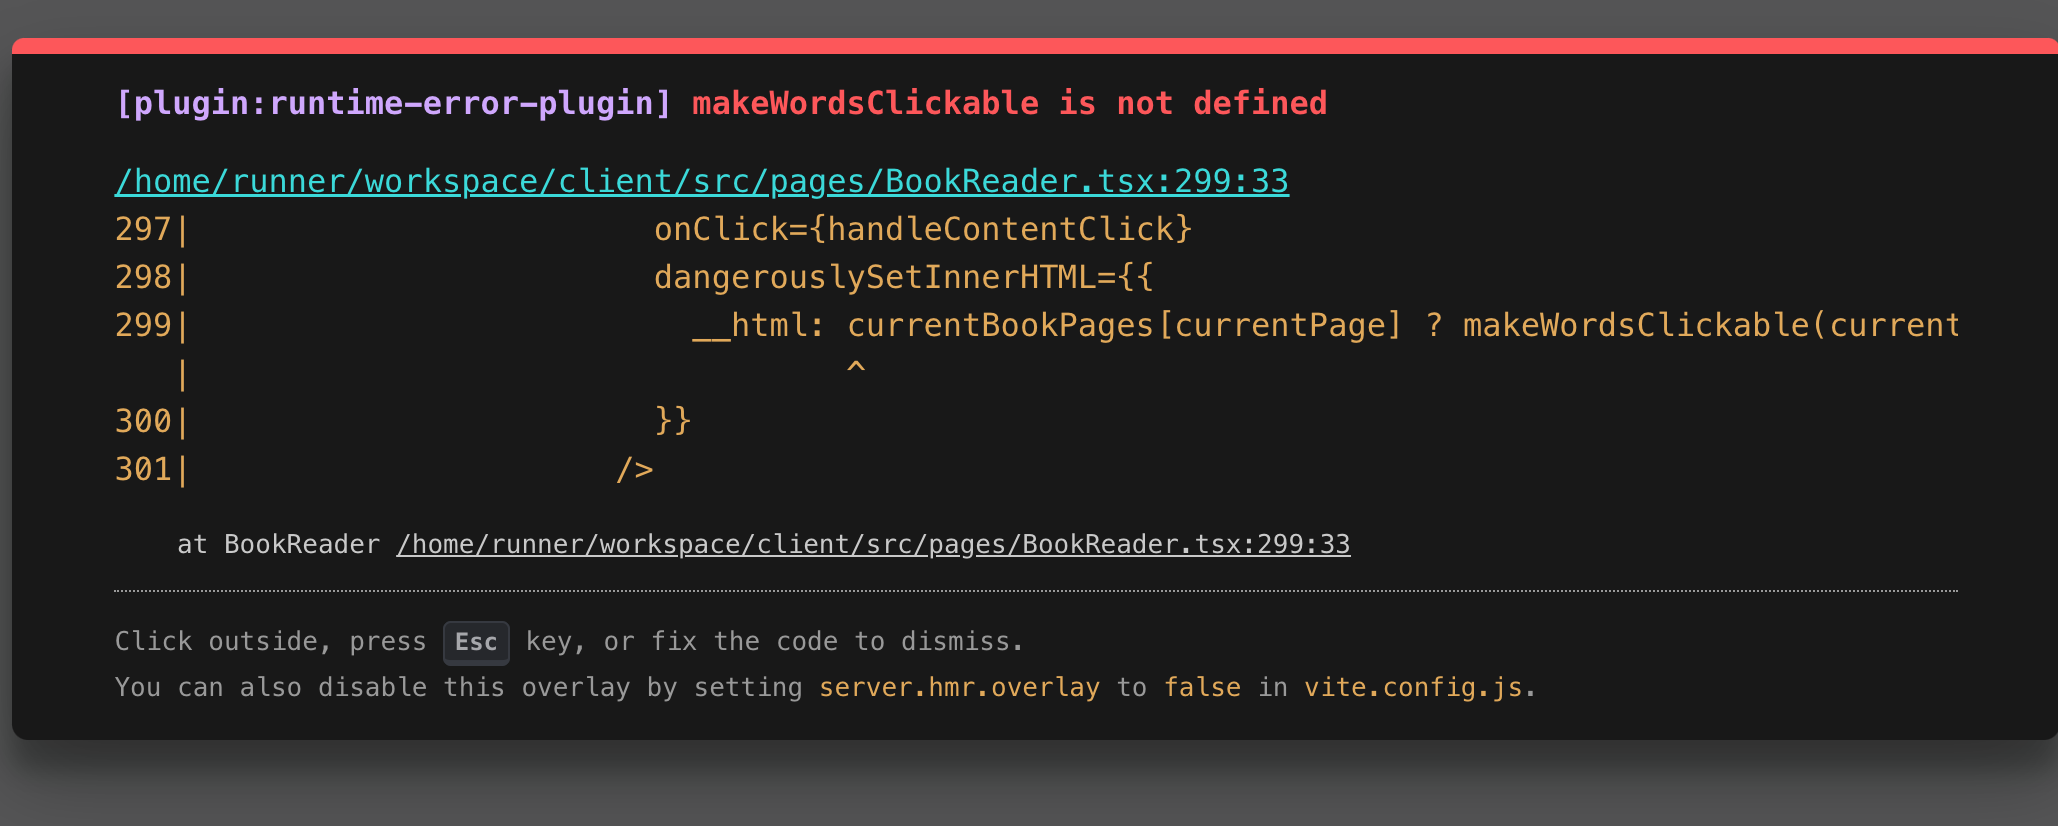 [plugin:runtime-error-plugin] makeWordsClickable is not defined
/home/runner/workspace/client/src/pages/BookReader.tsx:299:33
297|                        onClick={handleContentClick}
298|                        dangerouslySetInnerHTML={{
299|                          __html: currentBookPages[currentPage] ? makeWordsClickable(current
   |                                  ^
300|                        }}
301|                      />
    at BookReader /home/runner/workspace/client/src/pages/BookReader.tsx:299:33
Click outside, press Esc key, or fix the code to dismiss.
You can also disable this overlay by setting server.hmr.overlay to false in vite.config.js.